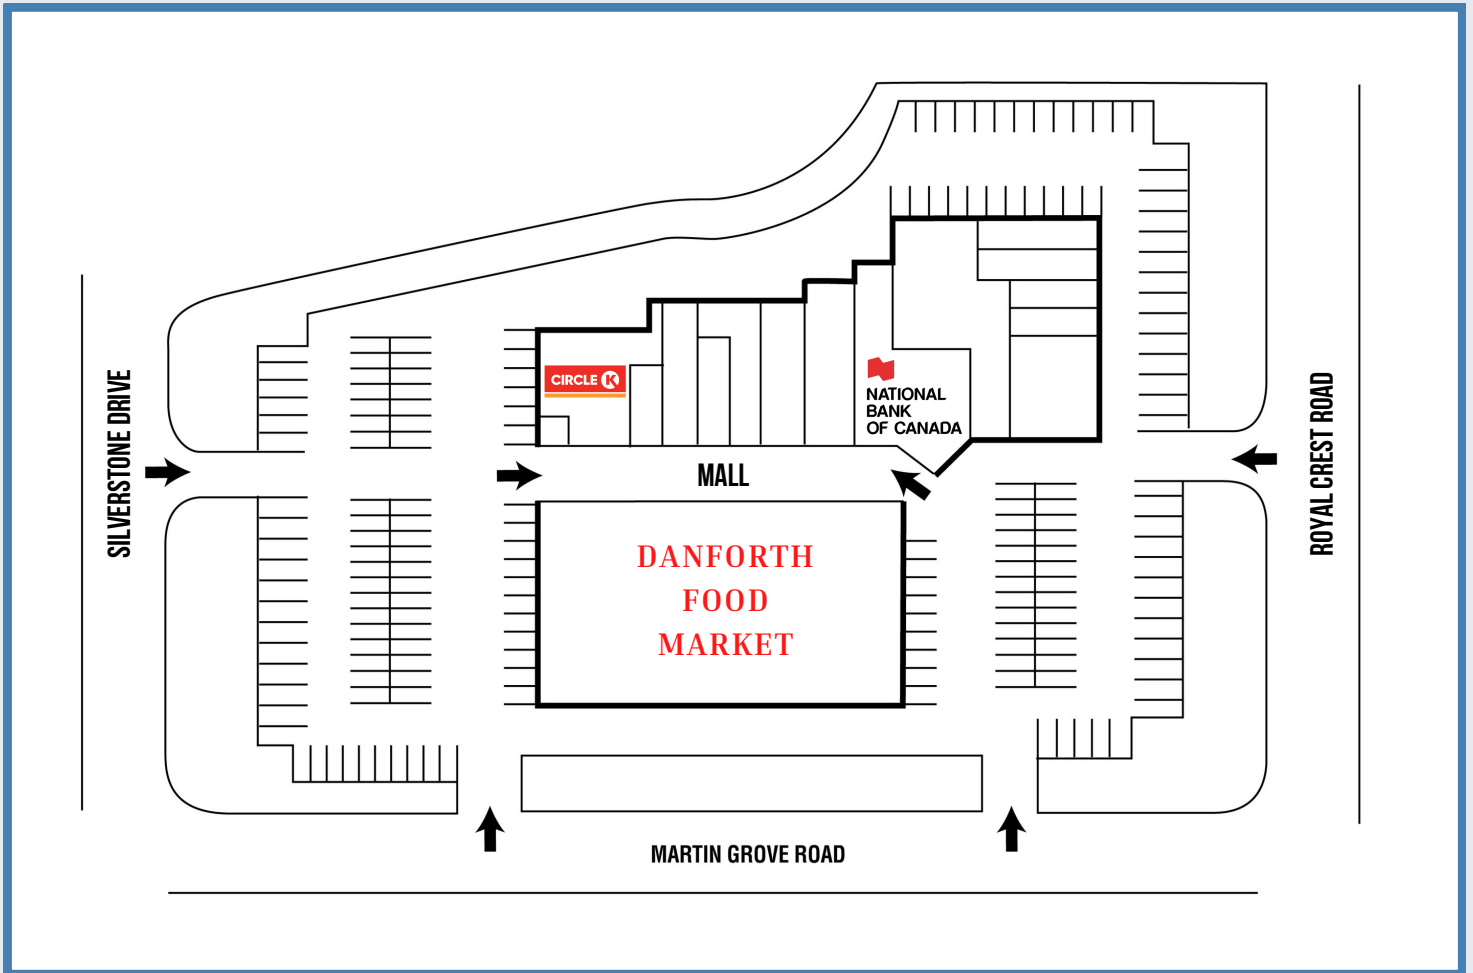 CIRCLE K
NATIONAL
BANK
OF CANADA
MALL
DANFORTH
FOOD
MARKET
SILVERSTONE DRIVE
ROYAL CREST ROAD
MARTIN GROVE ROAD